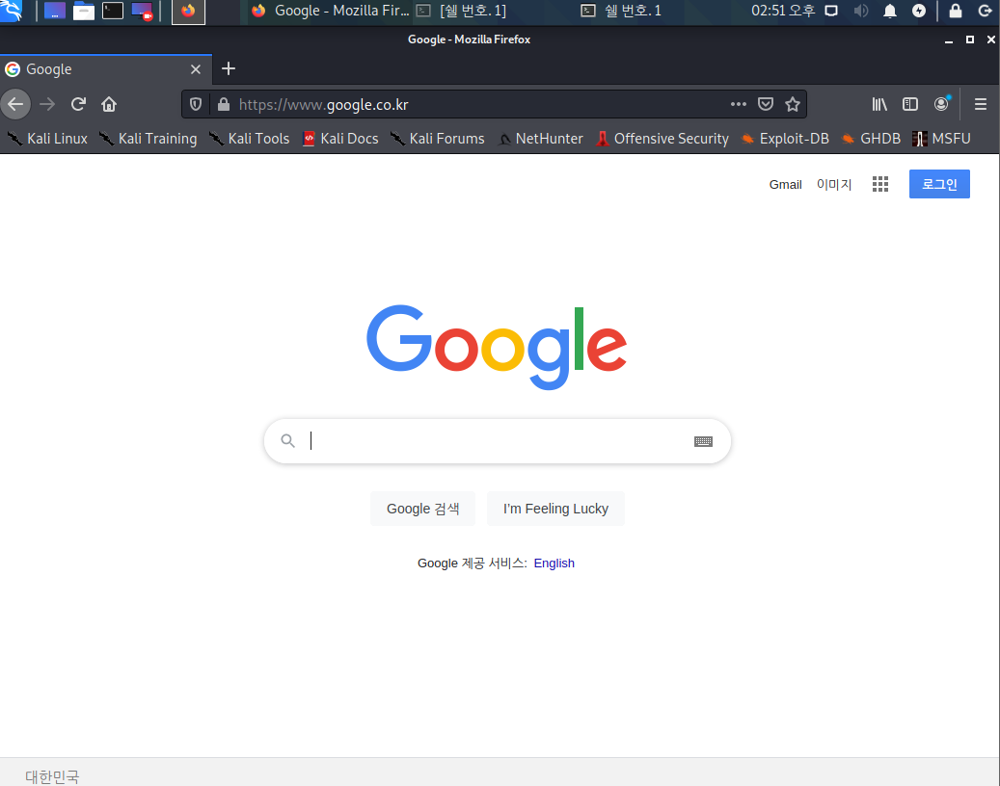 Google - Mozilla Fir... [쉘 번호. 1] 쉘 번호. 1 02:51 오후
Google - Mozilla Firefox
Google
https://www.google.co.kr
Kali Linux Kali Training Kali Tools Kali Docs Kali Forums NetHunter Offensive Security Exploit-DB GHDB MSFU
Gmail 이미지 로그인
Google
Google 검색 I'm Feeling Lucky
Google 제공 서비스: English
대한민국